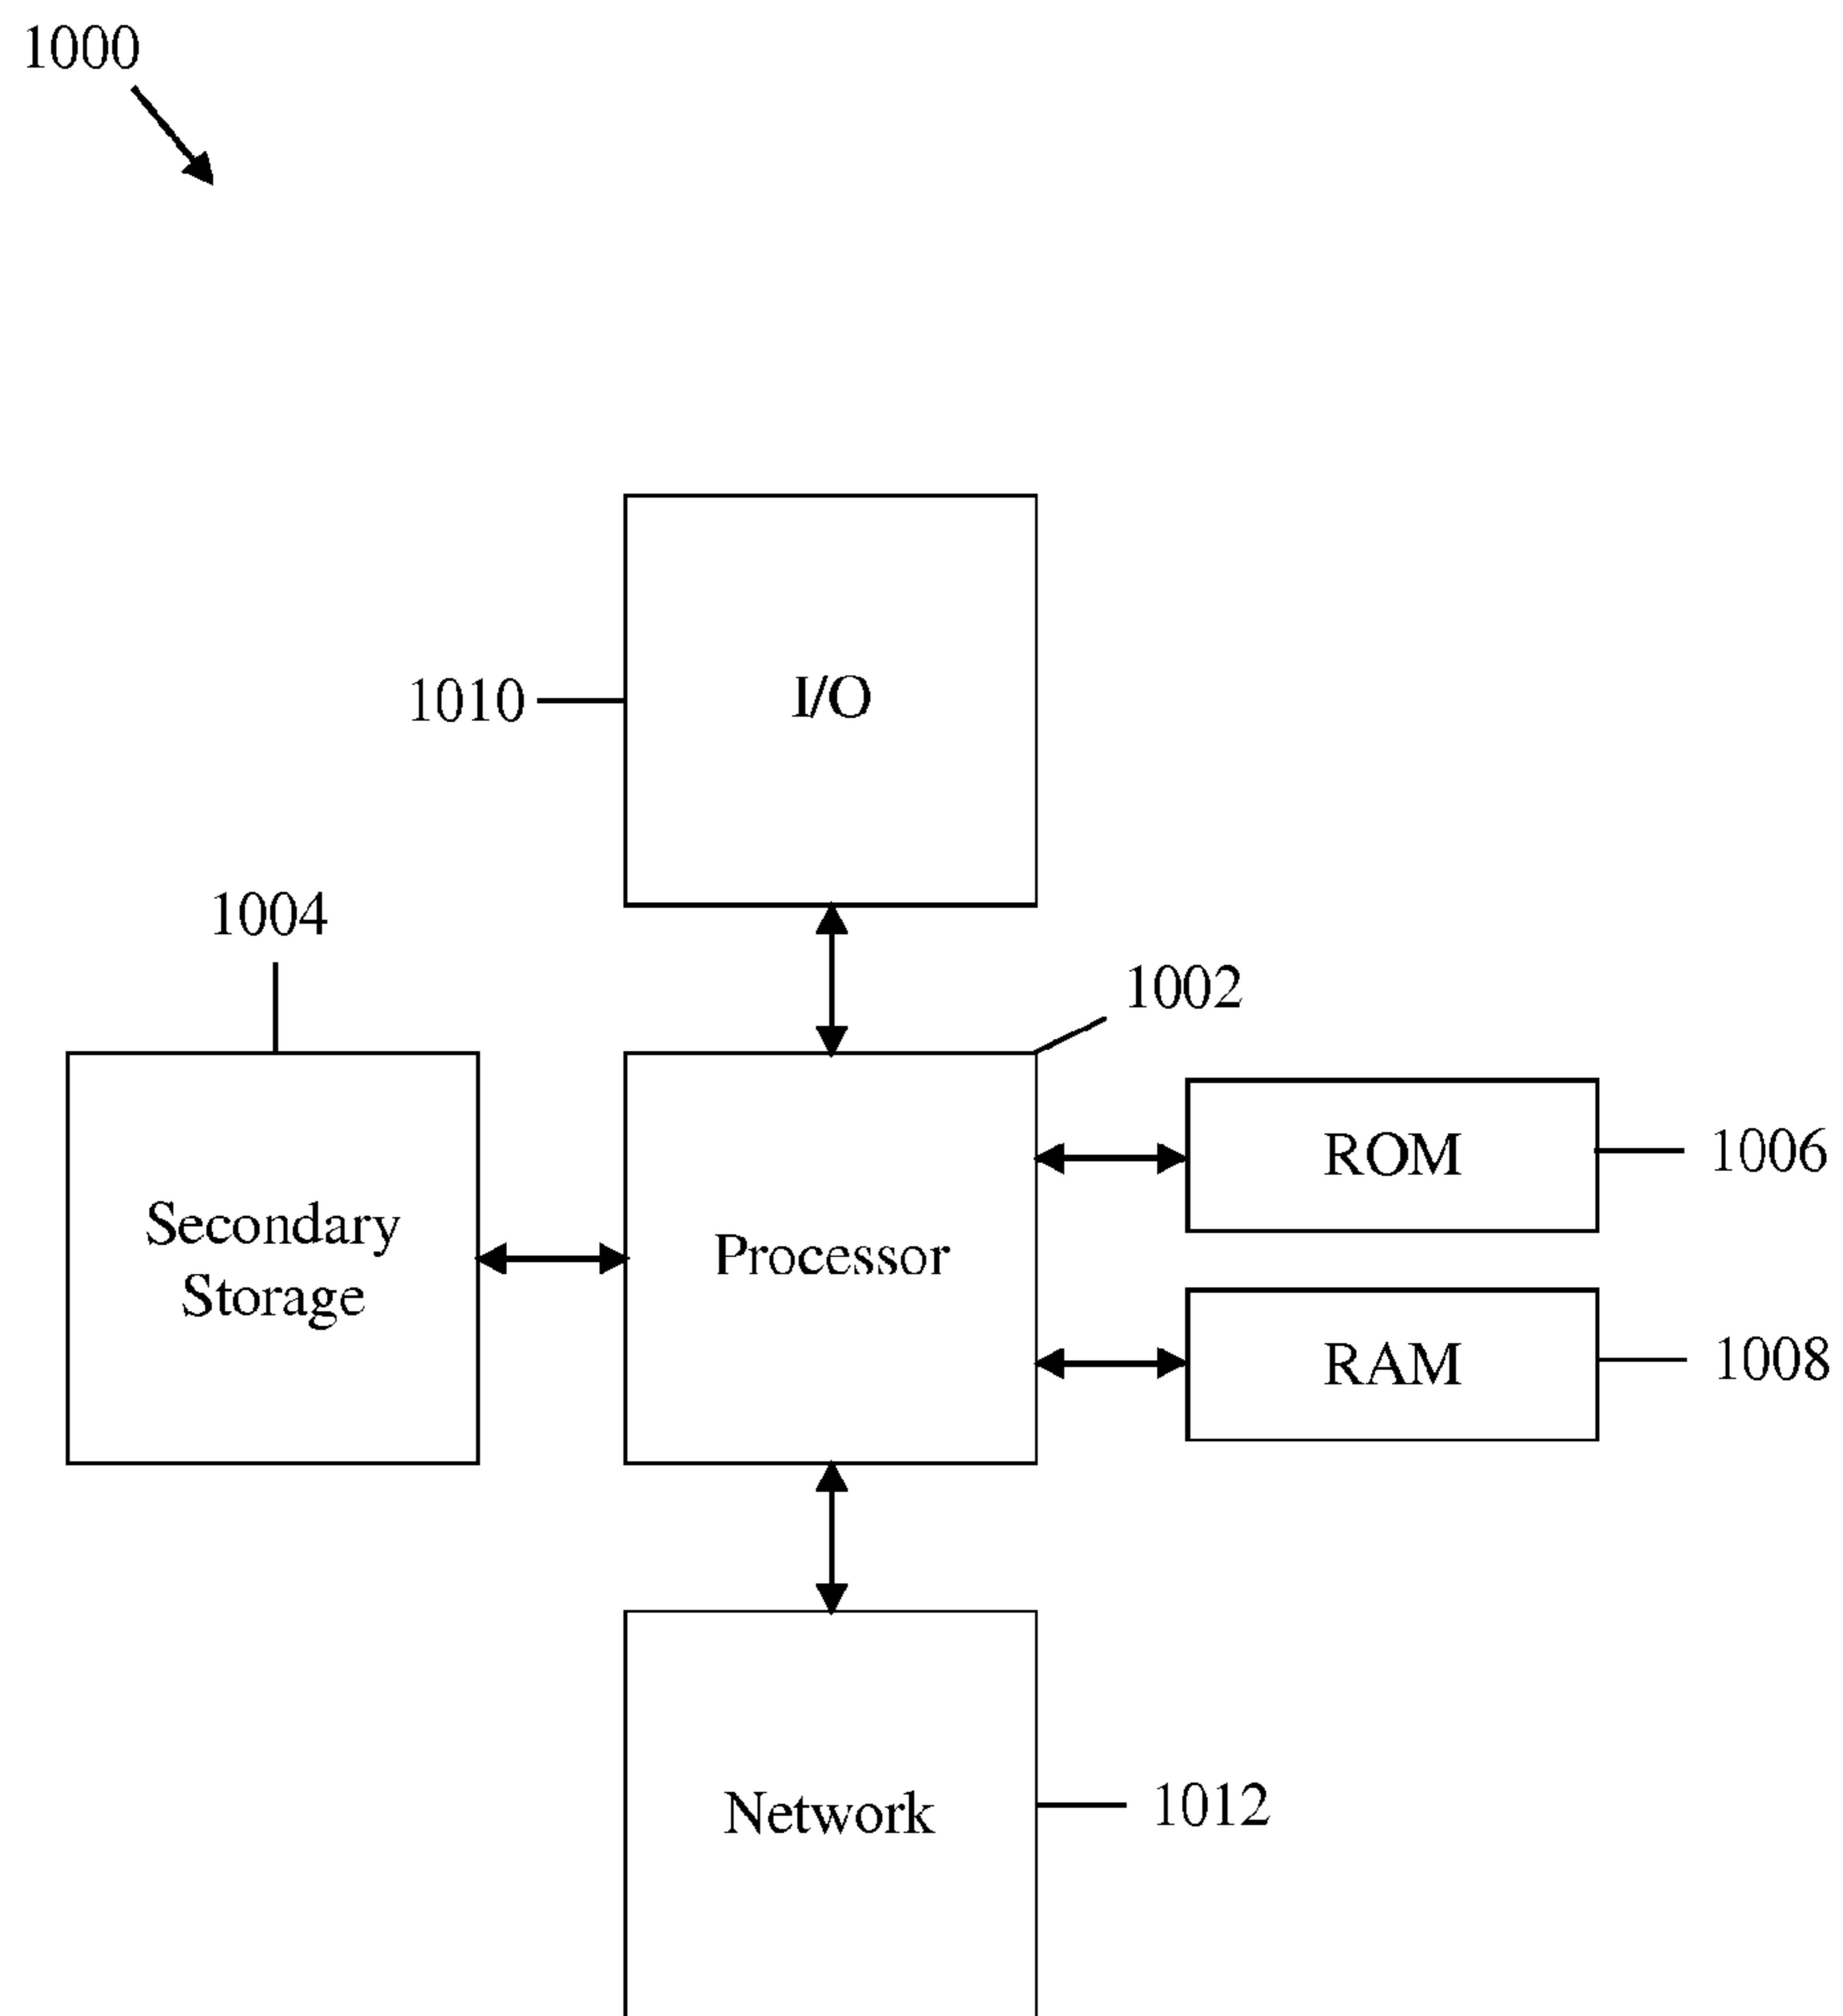 1000
1010
I/O
1004
1002
Secondary
Storage
Processor
ROM
1006
RAM
1008
Network
1012